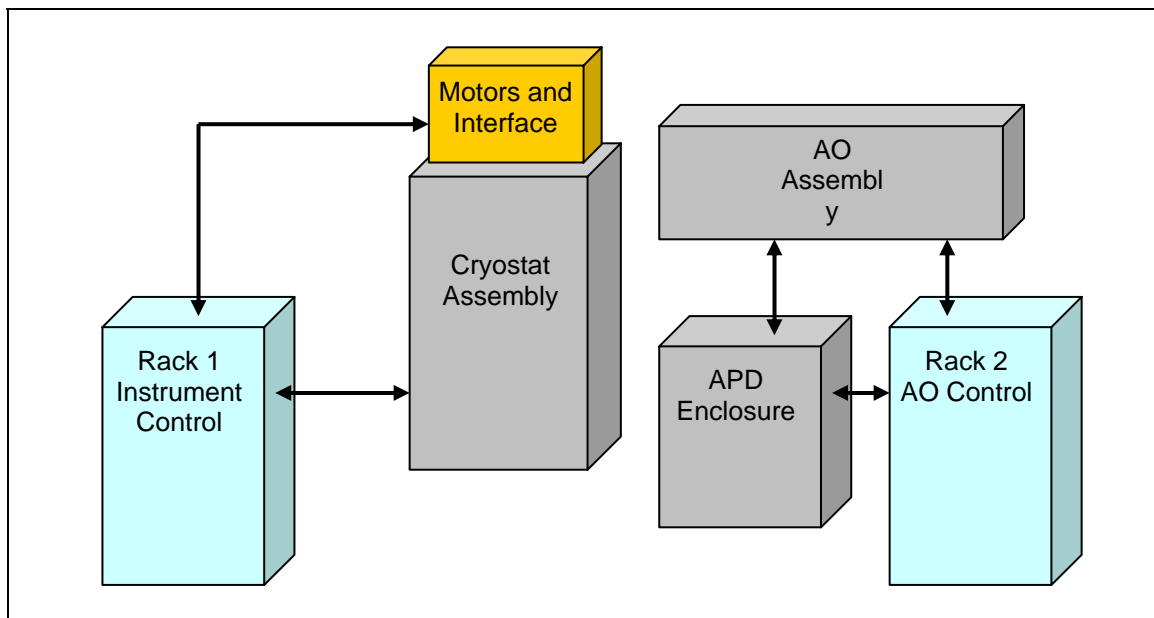 Motors and
Interface
AO
Assembl
y
Cryostat
Assembly
Rack 1
Instrument
Control
APD
Enclosure
Rack 2
AO Control